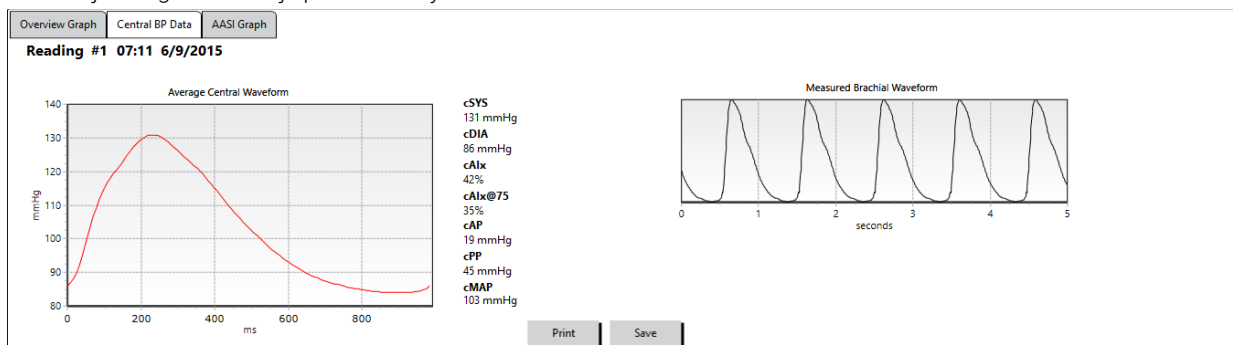 Overview Graph Central BP Data AASI Graph
Reading #1 07:11 6/9/2015
Average Central Waveform
140
130
120
110
100
90
80
mmHg
0 200 400 600 800
ms
cSYS
131 mmHg
cDIA
86 mmHg
cAIx
42%
cAIx@75
35%
cAP
19 mmHg
cPP
45 mmHg
cMAP
103 mmHg
Measured Brachial Waveform
0 1 2 3 4 5
seconds
Print Save